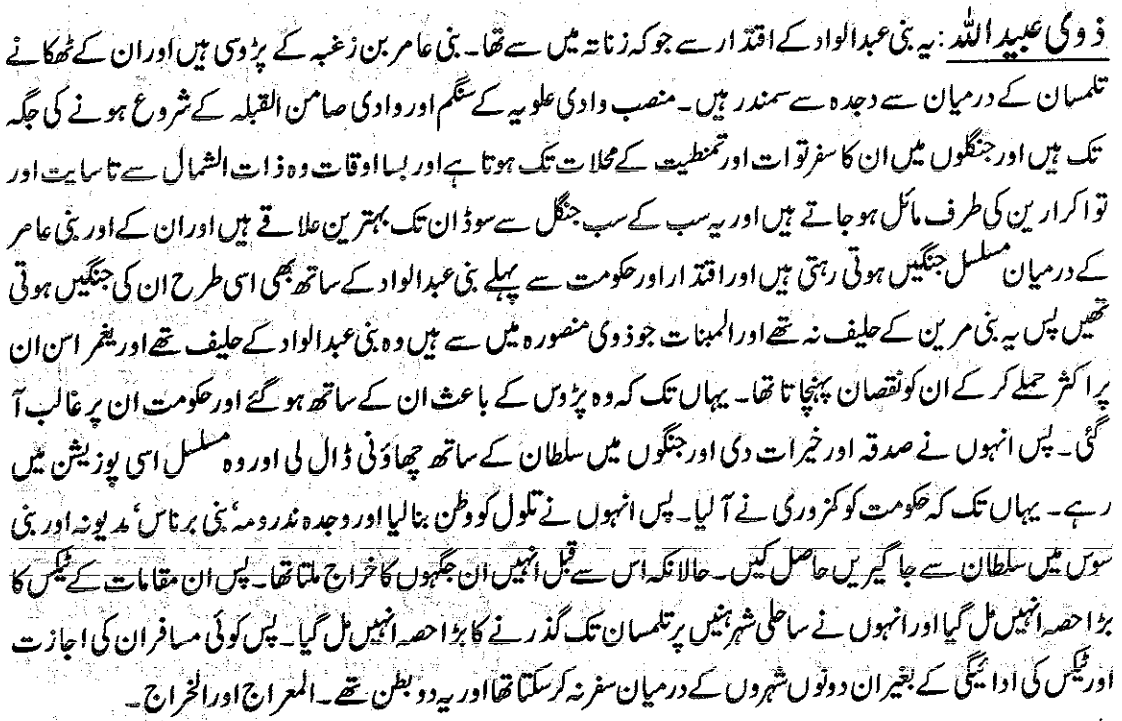 ذوی عبید اللہ: یہ بنی عبدالواد کے اقتدار سے جو کہ زناتہ میں سے تھا۔ بنی عامر بن زغبہ کے پڑوسی ہیں اور ان کے ٹھکانے
تلمسان کے درمیان سے وجدہ سے سمندر ہیں۔ منصب وادی علویہ کے سنگم اور وادی صامن القبلہ کے شروع ہونے کی جگہ
تک ہیں اور جنگلوں میں ان کا سفر توات اور تمنطیت کے محلات تک ہوتا ہے اور بسا اوقات وہ ذات الشمال سے تاسابیت اور
تواکرارین کی طرف مائل ہو جاتے ہیں اور یہ سب کے سب جنگل سے سوڈان تک بہترین علاقے ہیں اور ان کے اور بنی عامر
کے درمیان مسلسل جنگیں ہوتی رہتی ہیں اور اقتدار اور حکومت سے پہلے بنی عبدالواد کے ساتھ بھی اسی طرح ان کی جنگیں ہوتی
تھیں پس یہ بنی مرین کے حلیف نہ تھے اور المبنات جو ذوی منصورہ میں سے ہیں وہ بنی عبدالواد کے حلیف تھے اور یغمر اسن ان
پر اکثر حملے کر کے ان کو نقصان پہنچاتا تھا۔ یہاں تک کہ وہ پڑوس کے باعث ان کے ساتھ ہو گئے اور حکومت ان پر غالب آ
گئی۔ پس انہوں نے صدقہ اور خیرات دی اور جنگوں میں سلطان کے ساتھ چھاؤنی ڈال لی اور وہ مسلسل اسی پوزیشن میں
رہے۔ یہاں تک کہ حکومت کو کمزوری نے آ لیا۔ پس انہوں نے تلول کو وطن بنالیا اور وجدہ ندرومہ، بنی برناس، مدیونہ اور بنی
سوس میں سلطان سے جاگیریں حاصل کیں۔ حالانکہ اس سے قبل انہیں ان جگہوں کا خراج ملتا تھا۔ پس ان مقامات کے ٹیکس کا
بڑا حصہ انہیں مل گیا اور انہوں نے ساحلی شہر ہنیں پر تلمسان تک گذرنے کا بڑا حصہ انہیں مل گیا۔ پس کوئی مسافر ان کی اجازت
اور ٹیکس کی ادائیگی کے بغیر ان دونوں شہروں کے درمیان سفر نہ کر سکتا تھا اور یہ دو بطن تھے۔ المعراج اور الخراج۔